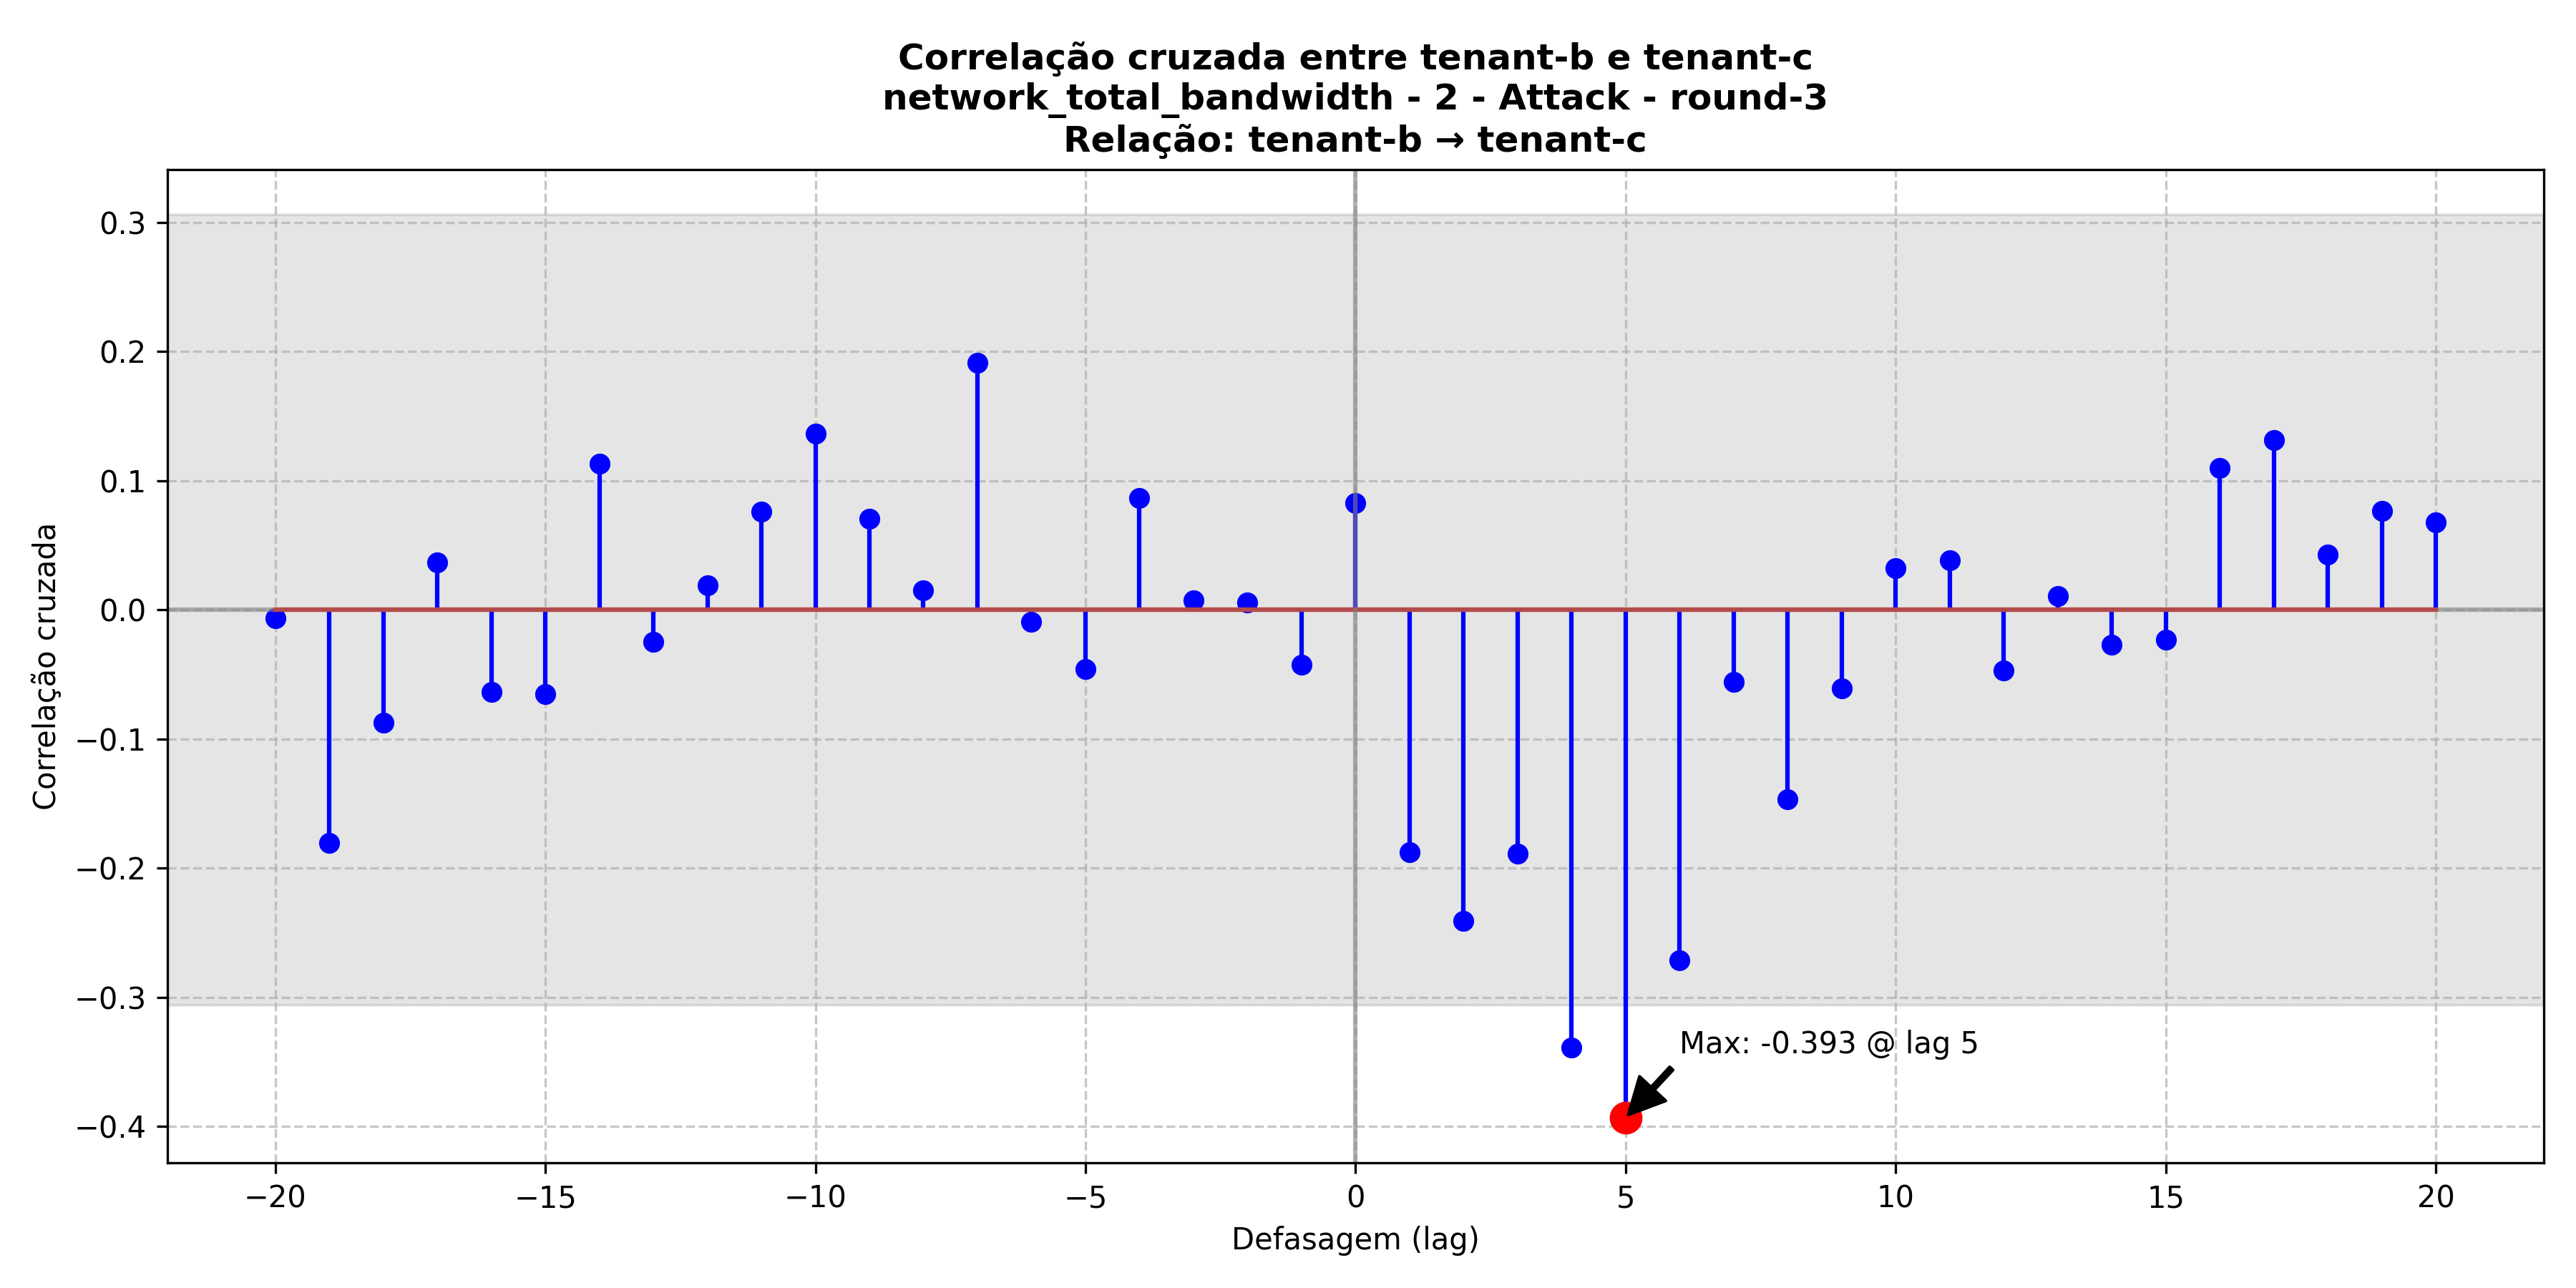 Correlação cruzada entre tenant-b e tenant-c
network_total_bandwidth - 2 - Attack - round-3
Relação: tenant-b → tenant-c
Correlação cruzada
0.3
0.2
0.1
0.0
−0.1
−0.2
−0.3
−0.4
Max: -0.393 @ lag 5
−20 −15 −10 −5 0 5 10 15 20
Defasagem (lag)